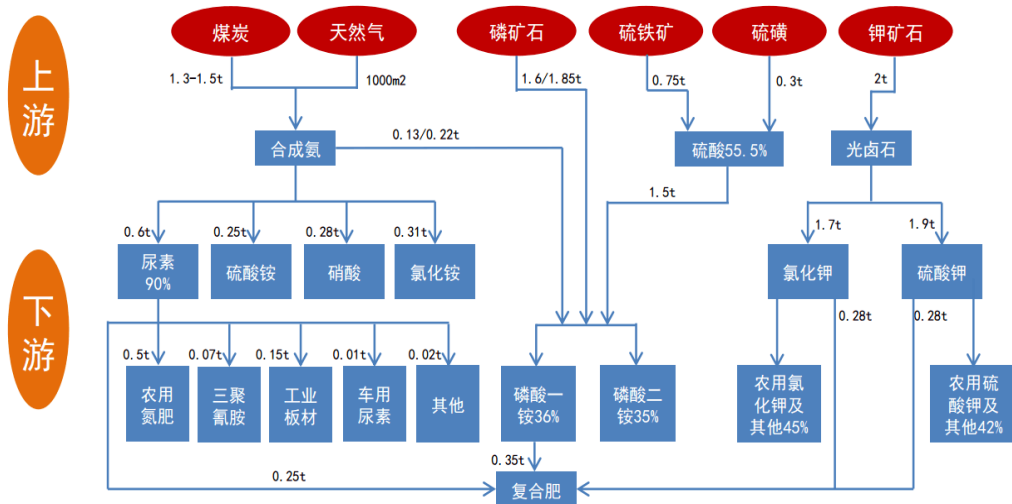 上
游
煤炭
天然气
磷矿石
硫铁矿
硫磺
钾矿石
1.3-1.5t
1000m2
1.6/1.85t
0.75t
0.3t
2t
合成氨
0.13/0.22t
硫酸55.5%
光卤石
1.5t
0.6t
0.25t
0.28t
0.31t
1.7t
1.9t
下
游
尿素
90%
硫酸铵
硝酸
氯化铵
氯化钾
硫酸钾
0.28t
0.28t
0.5t
0.07t
0.15t
0.01t
0.02t
农用
氮肥
三聚
氰胺
工业
板材
车用
尿素
其他
磷酸一
铵36%
磷酸二
铵35%
农用氯
化钾及
其他45%
农用硫
酸钾及
其他42%
0.35t
0.25t
复合肥